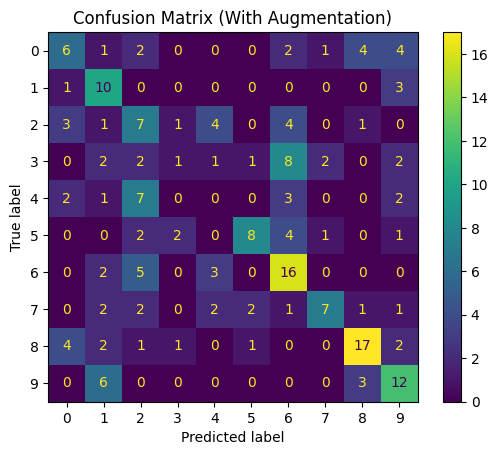 Confusion Matrix (With Augmentation)
0 6 1 2 0 0 0 2 1 4 4
1 1 10 0 0 0 0 0 0 0 3
2 3 1 7 1 4 0 4 0 1 0
3 0 2 2 1 1 1 8 2 0 2
4 2 1 7 0 0 0 3 0 0 2
5 0 0 2 2 0 8 4 1 0 1
6 0 2 5 0 3 0 16 0 0 0
7 0 2 2 0 2 2 1 7 1 1
8 4 2 1 1 0 1 0 0 17 2
9 0 6 0 0 0 0 0 0 3 12
0 1 2 3 4 5 6 7 8 9
Predicted label
True label
16
14
12
10
8
6
4
2
0